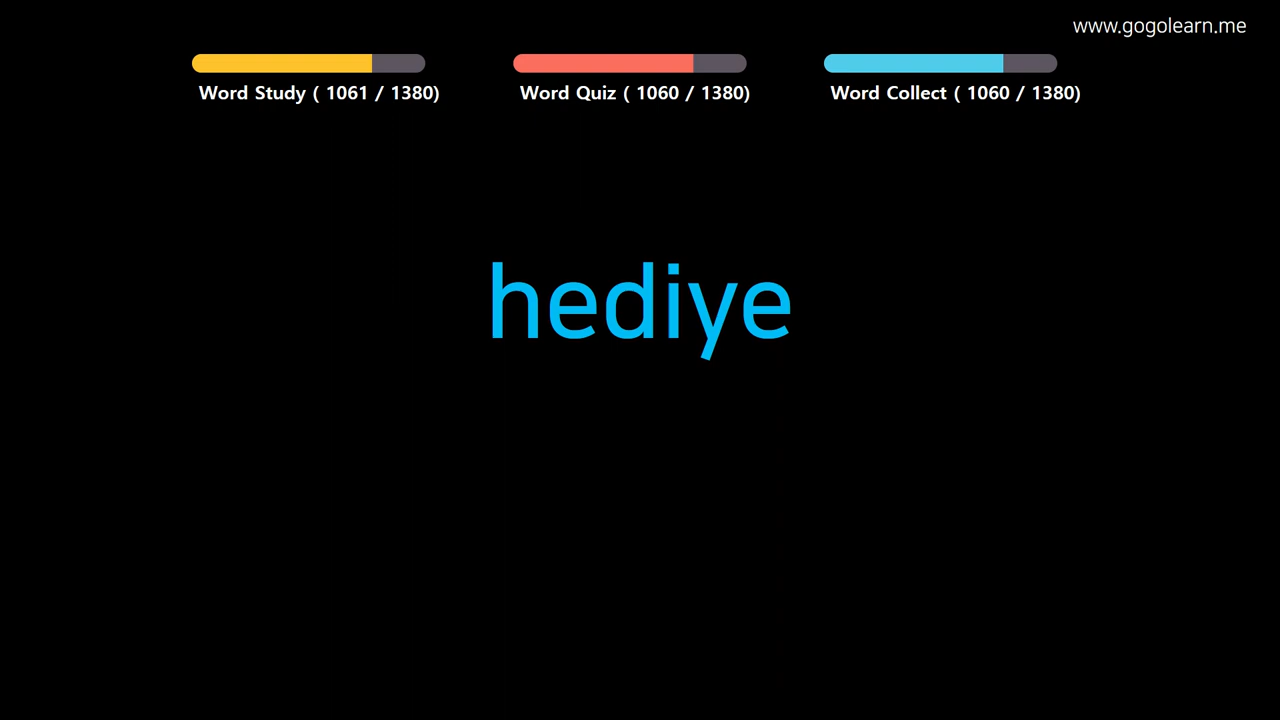 www.gogolearn.me
Word Study ( 1061 / 1380)
Word Quiz ( 1060 / 1380)
Word Collect ( 1060 / 1380)
hediye